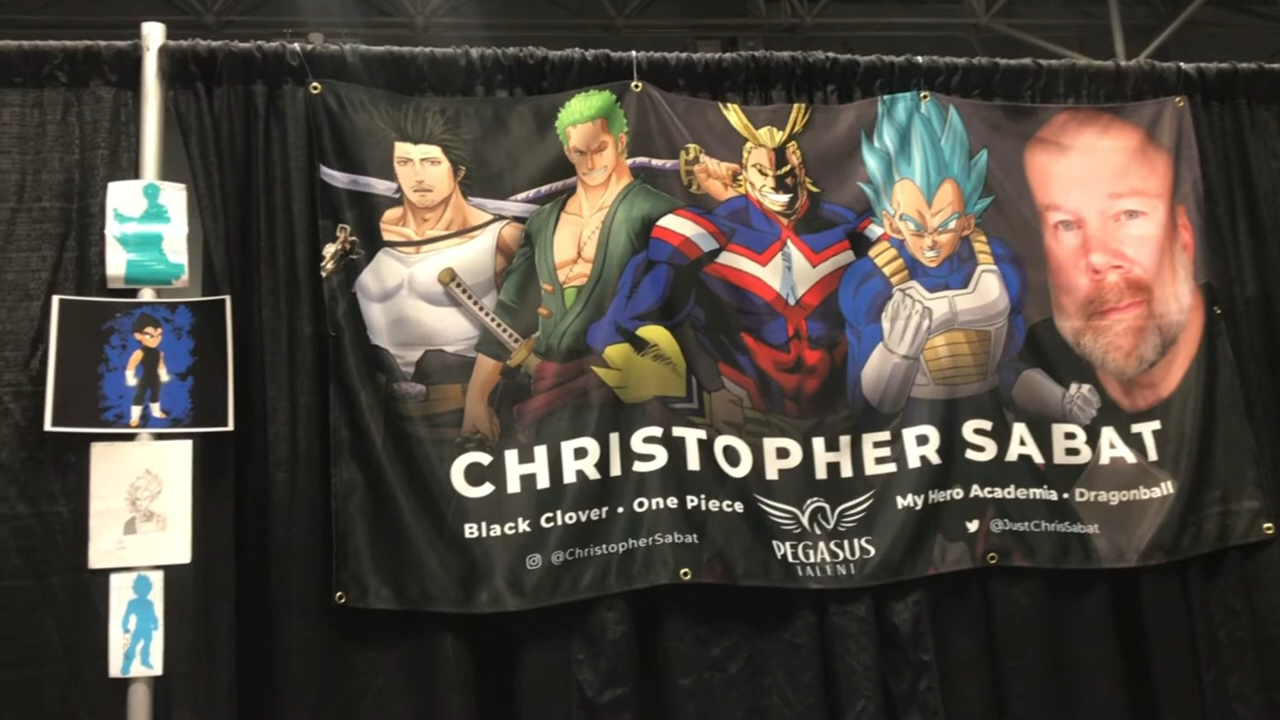 CHRISTOPHER SABAT
Black Clover • One Piece
My Hero Academia • Dragonball
@ChristopherSabat
PEGASUS
TALENT
@JustChrisSabat